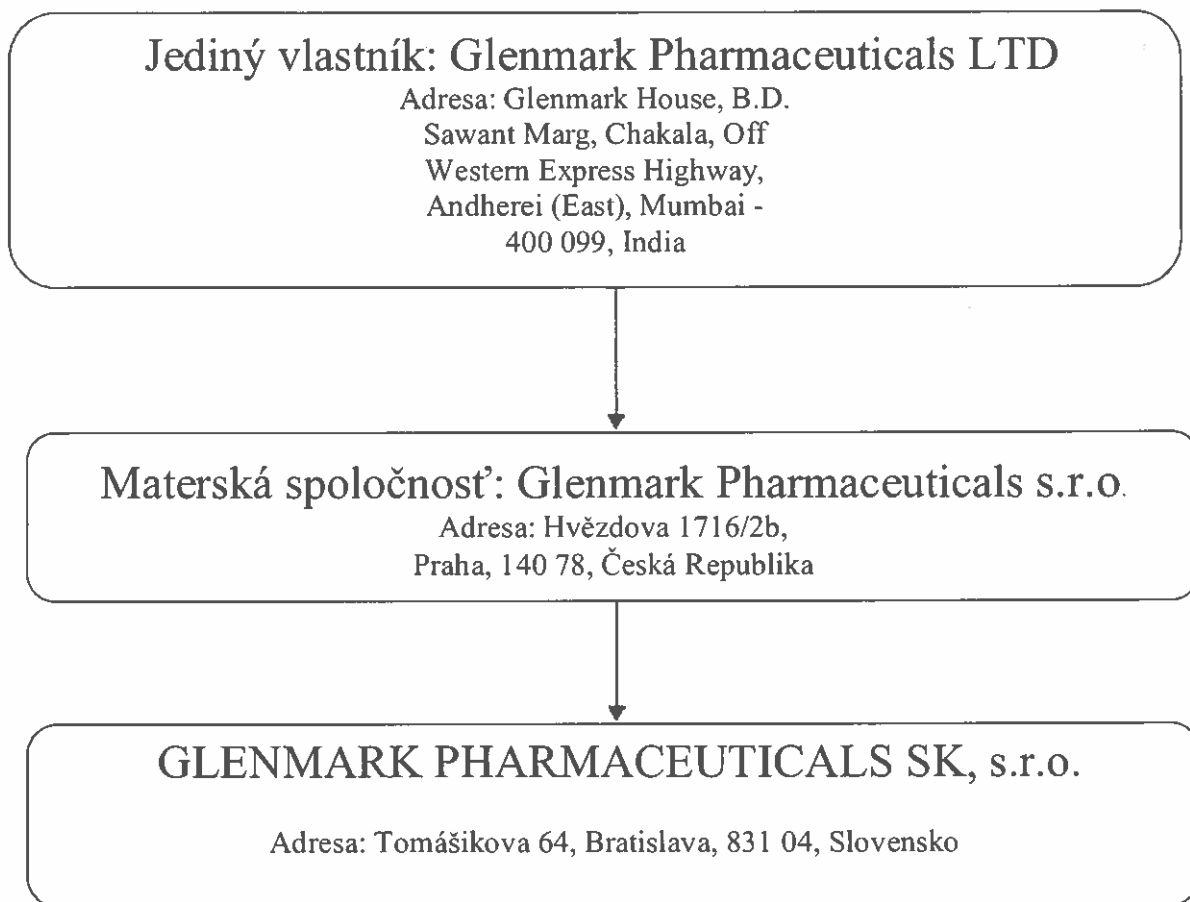 Jediný vlastník: Glenmark Pharmaceuticals LTD
Adresa: Glenmark House, B.D.
Sawant Marg, Chakala, Off
Western Express Highway,
Andherei (East), Mumbai -
400 099, India
Materská spoločnosť: Glenmark Pharmaceuticals s.r.o.
Adresa: Hvězdova 1716/2b,
Praha, 140 78, Česká Republika
GLENMARK PHARMACEUTICALS SK, s.r.o.
Adresa: Tomášikova 64, Bratislava, 831 04, Slovensko